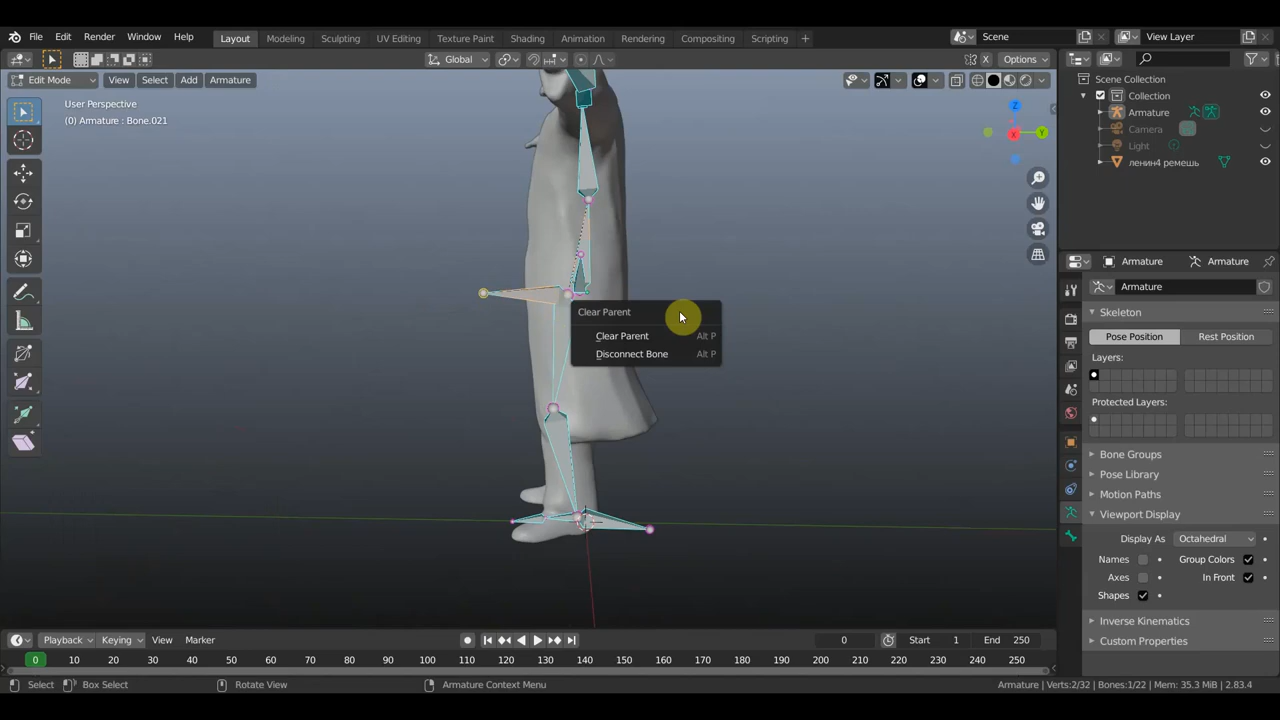 File Edit Render Window Help Layout Modeling Sculpting UV Editing Texture Paint Shading Animation Rendering Compositing Scripting + Scene View Layer
Global X Options
Edit Mode View Select Add Armature
User Perspective
(0) Armature : Bone.021
Z
Y
X
Scene Collection
Collection
Armature
Camera
Light
ленин4 ремешь
Clear Parent
Clear Parent Alt P
Disconnect Bone Alt P
Armature Armature
Armature
Skeleton
Pose Position Rest Position
Layers:
Protected Layers:
Bone Groups
Pose Library
Motion Paths
Viewport Display
Display As Octahedral
Names Group Colors
Axes In Front
Shapes
Inverse Kinematics
Custom Properties
Playback Keying View Marker 0 Start 1 End 250
0 10 20 30 40 50 60 70 80 90 100 110 120 130 140 150 160 170 180 190 200 210 220 230 240 250
Select Box Select Rotate View Armature Context Menu Armature | Verts:2/32 | Bones:1/22 | Mem: 35.3 MiB | 2.83.4